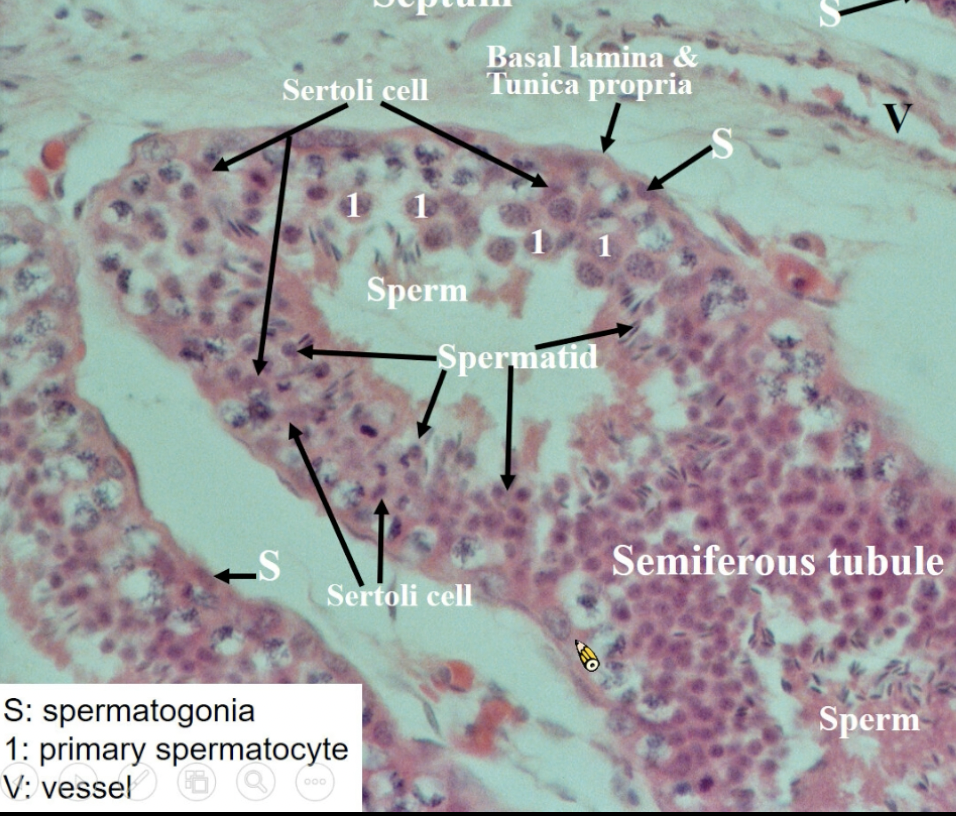 Septum
S
Basal lamina &
Tunica propria
Sertoli cell
V
S
1
1
1
1
Sperm
Spermatid
Semiferous tubule
S
Sertoli cell
Sperm
S: spermatogonia
1: primary spermatocyte
V: vessel